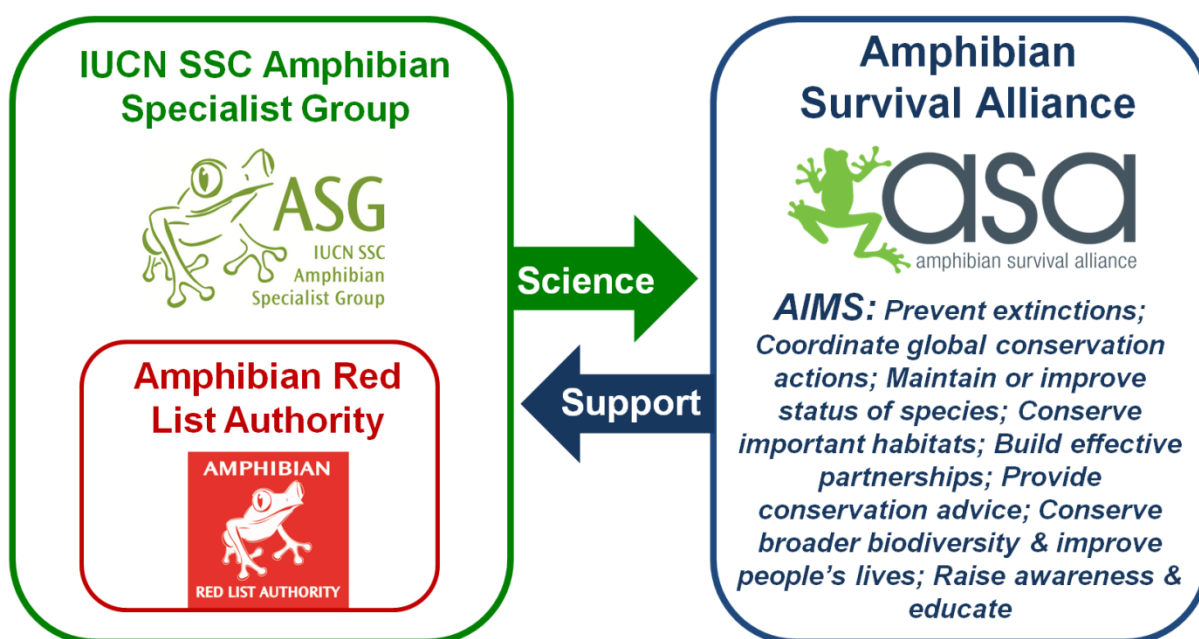 IUCN SSC Amphibian
Specialist Group
ASG
IUCN SSC
Amphibian
Specialist Group
Amphibian Red
List Authority
AMPHIBIAN
RED LIST AUTHORITY
Science
Support
Amphibian
Survival Alliance
asa
amphibian survival alliance
AIMS: Prevent extinctions;
Coordinate global conservation
actions; Maintain or improve
status of species; Conserve
important habitats; Build effective
partnerships; Provide
conservation advice; Conserve
broader biodiversity & improve
people's lives; Raise awareness &
educate